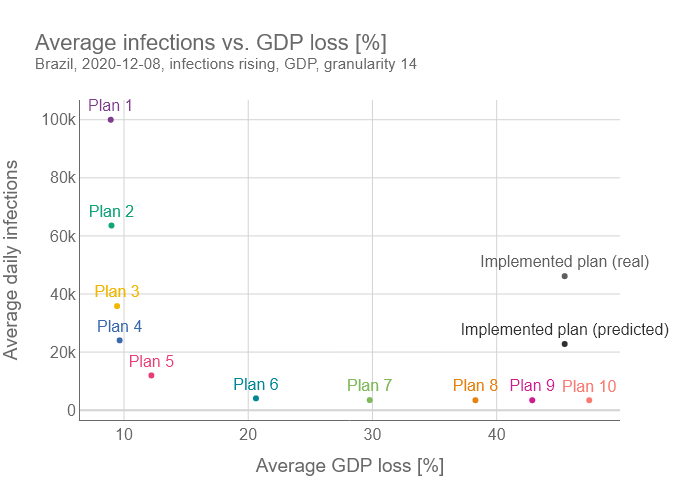 Average infections vs. GDP loss [%]
Brazil, 2020-12-08, infections rising, GDP, granularity 14
Plan 1
100k
80k
Plan 2
60k
Implemented plan (real)
Plan 3
40k
Plan 4
Implemented plan (predicted)
20k
Plan 5
Plan 6
Plan 7
Plan 8
Plan 9
Plan 10
0
10
20
30
40
Average GDP loss [%]
Average daily infections